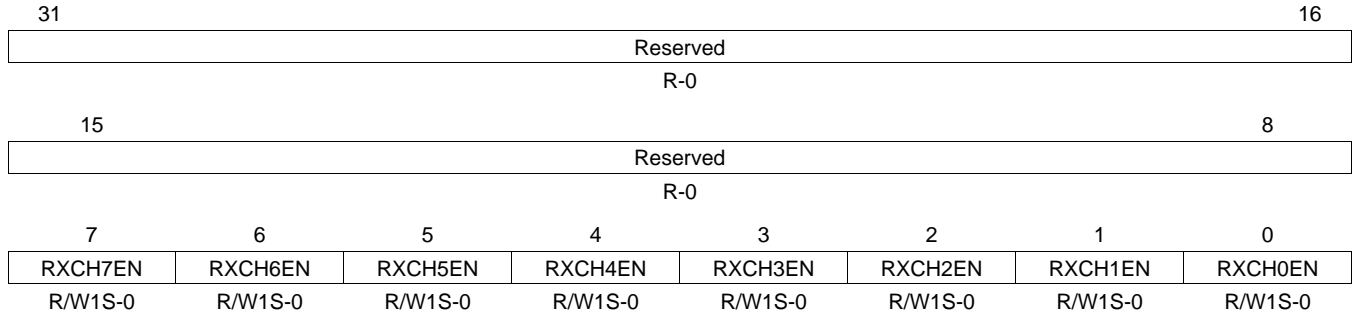 31 16
Reserved
R-0
15 8
Reserved
R-0
7 6 5 4 3 2 1 0
RXCH7EN RXCH6EN RXCH5EN RXCH4EN RXCH3EN RXCH2EN RXCH1EN RXCH0EN
R/W1S-0 R/W1S-0 R/W1S-0 R/W1S-0 R/W1S-0 R/W1S-0 R/W1S-0 R/W1S-0